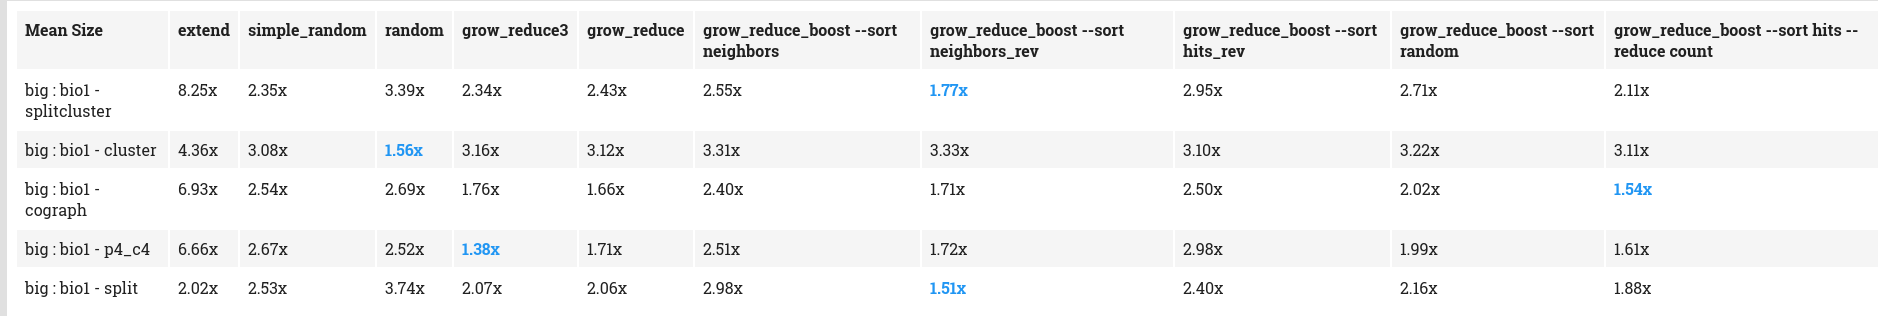 Mean Size extend simple_random random grow_reduce3 grow_reduce grow_reduce_boost --sort neighbors grow_reduce_boost --sort neighbors_rev grow_reduce_boost --sort hits_rev grow_reduce_boost --sort random grow_reduce_boost --sort hits --reduce count
big : bio1 - splitcluster 8.25x 2.35x 3.39x 2.34x 2.43x 2.55x 1.77x 2.95x 2.71x 2.11x
big : bio1 - cluster 4.36x 3.08x 1.56x 3.16x 3.12x 3.31x 3.33x 3.10x 3.22x 3.11x
big : bio1 - cograph 6.93x 2.54x 2.69x 1.76x 1.66x 2.40x 1.71x 2.50x 2.02x 1.54x
big : bio1 - p4_c4 6.66x 2.67x 2.52x 1.38x 1.71x 2.51x 1.72x 2.98x 1.99x 1.61x
big : bio1 - split 2.02x 2.53x 3.74x 2.07x 2.06x 2.98x 1.51x 2.40x 2.16x 1.88x